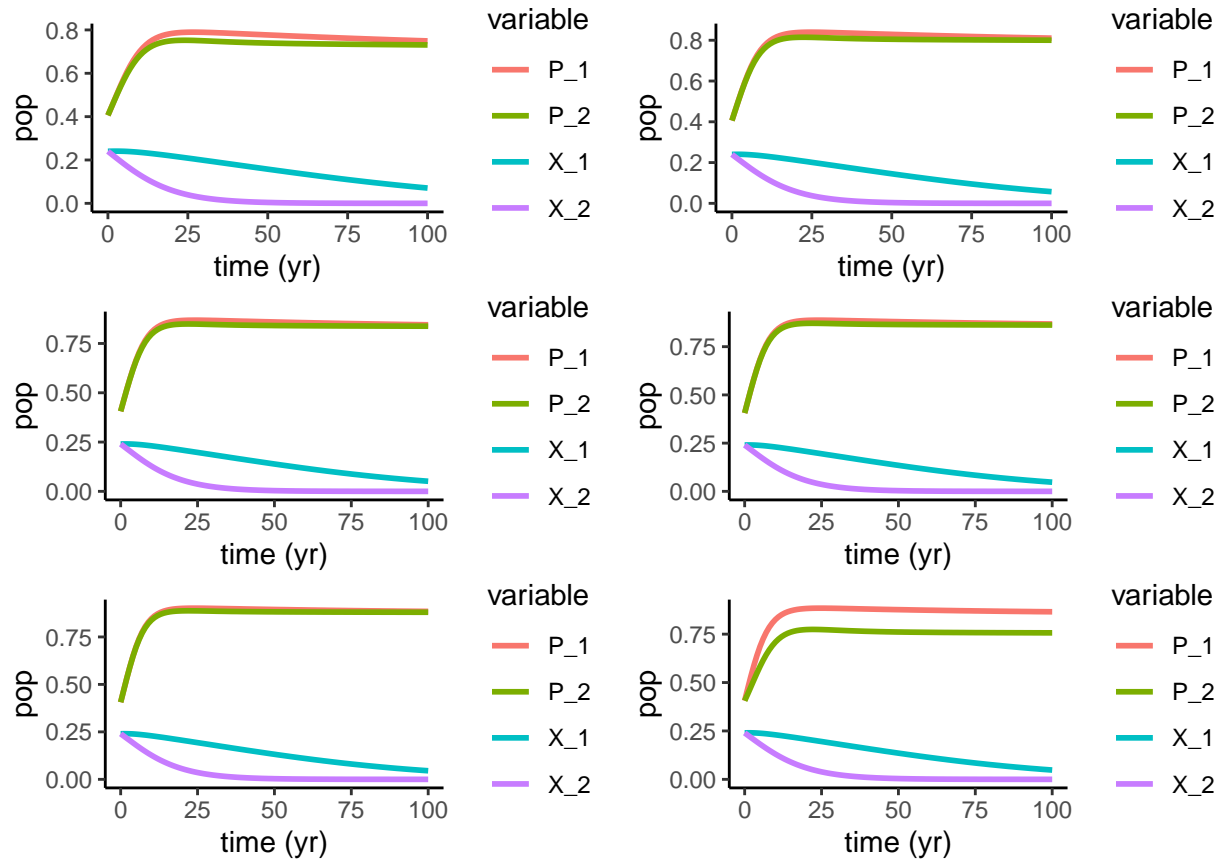 variable
0.8
0.6
0.4
0.2
0.0
pop
P_1
P_2
X_1
X_2
0 25 50 75 100
time (yr)
variable
0.8
0.6
0.4
0.2
0.0
pop
P_1
P_2
X_1
X_2
0 25 50 75 100
time (yr)
variable
0.75
0.50
0.25
0.00
pop
P_1
P_2
X_1
X_2
0 25 50 75 100
time (yr)
variable
0.75
0.50
0.25
0.00
pop
P_1
P_2
X_1
X_2
0 25 50 75 100
time (yr)
variable
0.75
0.50
0.25
0.00
pop
P_1
P_2
X_1
X_2
0 25 50 75 100
time (yr)
variable
0.75
0.50
0.25
0.00
pop
P_1
P_2
X_1
X_2
0 25 50 75 100
time (yr)